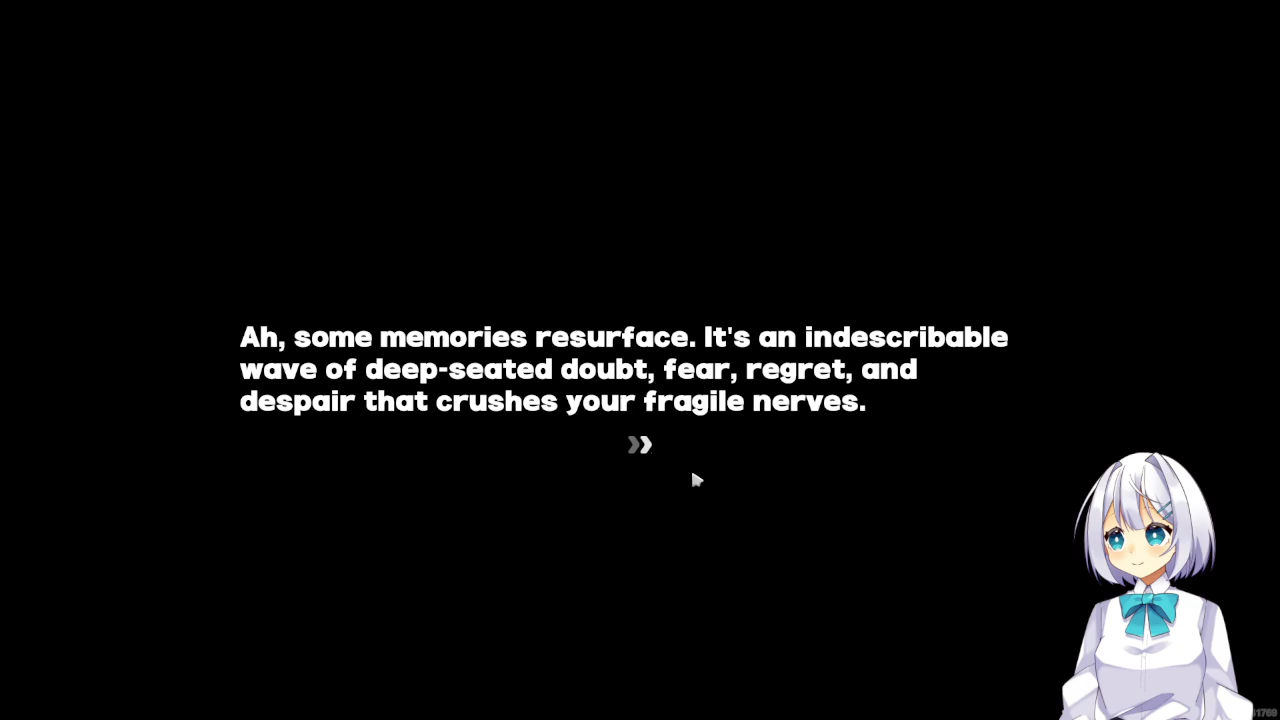 Ah, some memories resurface. It's an indescribable
wave of deep-seated doubt, fear, regret, and
despair that crushes your fragile nerves.